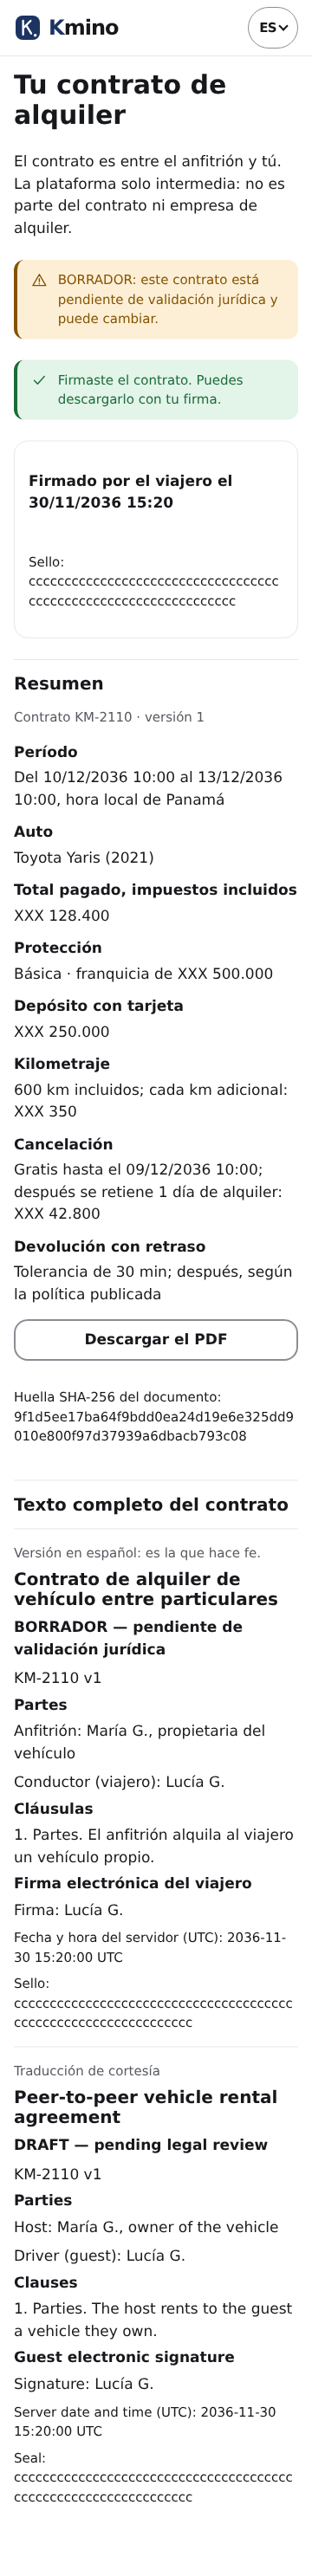 Kmino
ES
Tu contrato de
alquiler
El contrato es entre el anfitrión y tú.
La plataforma solo intermedia: no es
parte del contrato ni empresa de
alquiler.
BORRADOR: este contrato está
pendiente de validación jurídica y
puede cambiar.
Firmaste el contrato. Puedes
descargarlo con tu firma.
Firmado por el viajero el
30/11/2036 15:20
Sello:
ccccccccccccccccccccccccccccccccccc
ccccccccccccccccccccccccccccc
Resumen
Contrato KM-2110 · versión 1
Período
Del 10/12/2036 10:00 al 13/12/2036
10:00, hora local de Panamá
Auto
Toyota Yaris (2021)
Total pagado, impuestos incluidos
XXX 128.400
Protección
Básica · franquicia de XXX 500.000
Depósito con tarjeta
XXX 250.000
Kilometraje
600 km incluidos; cada km adicional:
XXX 350
Cancelación
Gratis hasta el 09/12/2036 10:00;
después se retiene 1 día de alquiler:
XXX 42.800
Devolución con retraso
Tolerancia de 30 min; después, según
la política publicada
Descargar el PDF
Huella SHA-256 del documento:
9f1d5ee17ba64f9bdd0ea24d19e6e325dd9
010e800f97d37939a6dbacb793c08
Texto completo del contrato
Versión en español: es la que hace fe.
Contrato de alquiler de
vehículo entre particulares
BORRADOR — pendiente de
validación jurídica
KM-2110 v1
Partes
Anfitrión: María G., propietaria del
vehículo
Conductor (viajero): Lucía G.
Cláusulas
1. Partes. El anfitrión alquila al viajero
un vehículo propio.
Firma electrónica del viajero
Firma: Lucía G.
Fecha y hora del servidor (UTC): 2036-11-
30 15:20:00 UTC
Sello:
ccccccccccccccccccccccccccccccccccccccc
ccccccccccccccccccccccccc
Traducción de cortesía
Peer-to-peer vehicle rental
agreement
DRAFT — pending legal review
KM-2110 v1
Parties
Host: María G., owner of the vehicle
Driver (guest): Lucía G.
Clauses
1. Parties. The host rents to the guest
a vehicle they own.
Guest electronic signature
Signature: Lucía G.
Server date and time (UTC): 2036-11-30
15:20:00 UTC
Seal:
ccccccccccccccccccccccccccccccccccccccc
ccccccccccccccccccccccccc